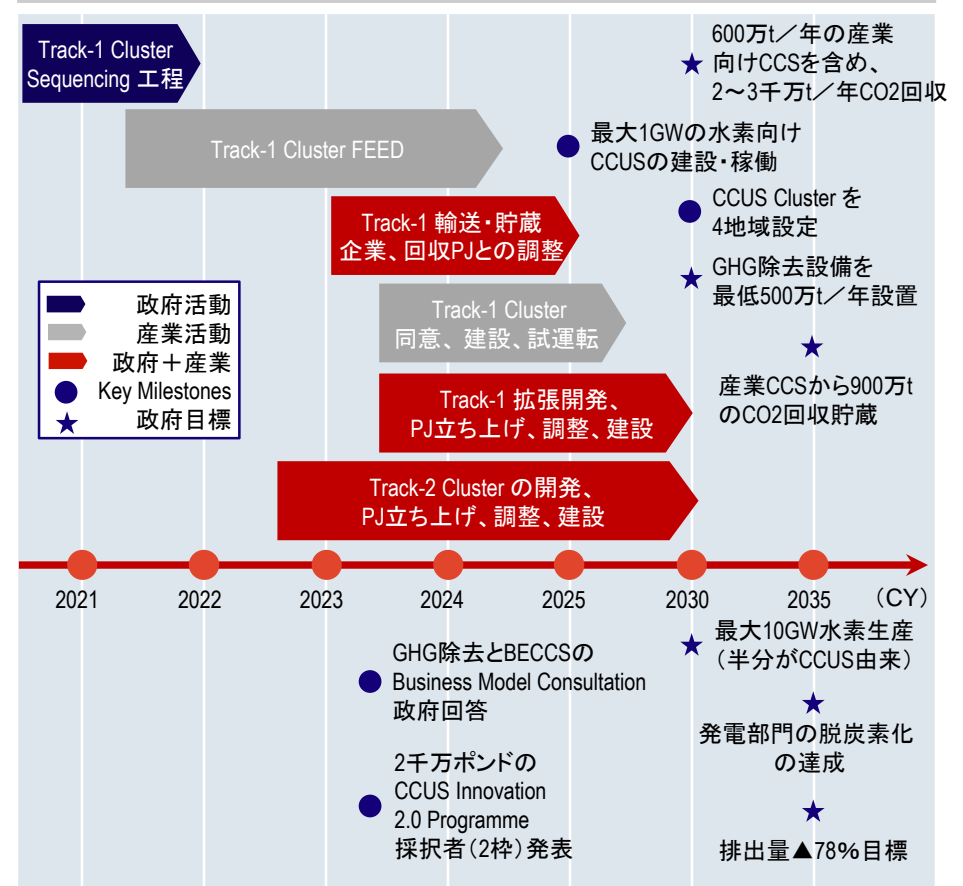 Track-1 Cluster
Sequencing 工程
Track-1 Cluster FEED
Track-1 輸送・貯蔵
企業、回収PJとの調整
Track-1 Cluster
同意、建設、試運転
Track-1 拡張開発、
PJ立ち上げ、調整、建設
Track-2 Cluster の開発、
PJ立ち上げ、調整、建設
600万t／年の産業
向けCCSを含め、
2～3千万t／年CO2回収
最大1GWの水素向け
CCUSの建設・稼働
CCUS Cluster を
4地域設定
GHG除去設備を
最低500万t／年設置
産業CCSから900万t
のCO2回収貯蔵
政府活動
産業活動
政府＋産業
Key Milestones
政府目標
2021 2022 2023 2024 2025 2030 2035 （CY）
GHG除去とBECCSの
Business Model Consultation
政府回答
2千万ポンドの
CCUS Innovation
2.0 Programme
採択者（2枠）発表
最大10GW水素生産
（半分がCCUS由来）
発電部門の脱炭素化
の達成
排出量▲78％目標